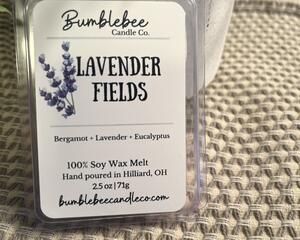 Bumblebee
Candle Co.
LAVENDER
FIELDS
Bergamot + Lavender + Eucalyptus
100% Soy Wax Melt
Hand poured in Hilliard, OH
2.5 oz | 71g
bumblebeecandleco.com